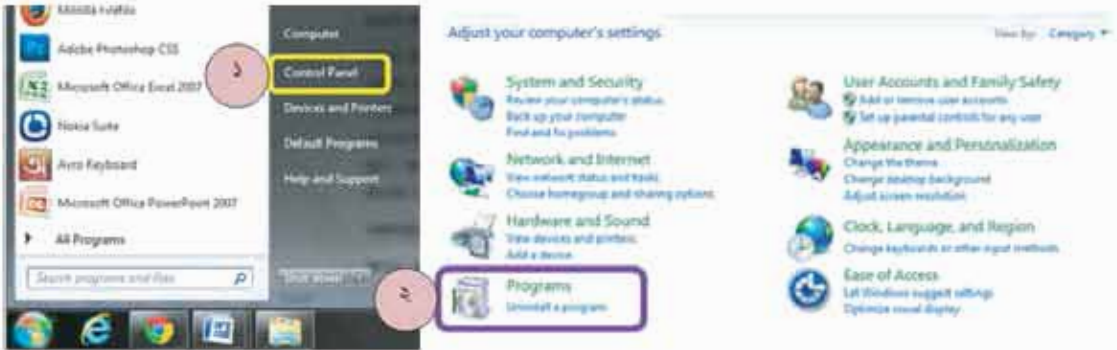 Mozilla Firefox
Adobe Photoshop CS5
Microsoft Office Excel 2007
Nokia Suite
Avro Keyboard
Microsoft Office PowerPoint 2007
All Programs
Search programs and files
Computer
১
Control Panel
Devices and Printers
Default Programs
Help and Support
Shut down
Adjust your computer's settings
View by: Category
System and Security
Review your computer's status
Back up your computer
Find and fix problems
Network and Internet
View network status and tasks
Choose homegroup and sharing options
Hardware and Sound
View devices and printers
Add a device
২
Programs
Uninstall a program
User Accounts and Family Safety
Add or remove user accounts
Set up parental controls for any user
Appearance and Personalization
Change the theme
Change desktop background
Adjust screen resolution
Clock, Language, and Region
Change keyboards or other input methods
Ease of Access
Let Windows suggest settings
Optimize visual display